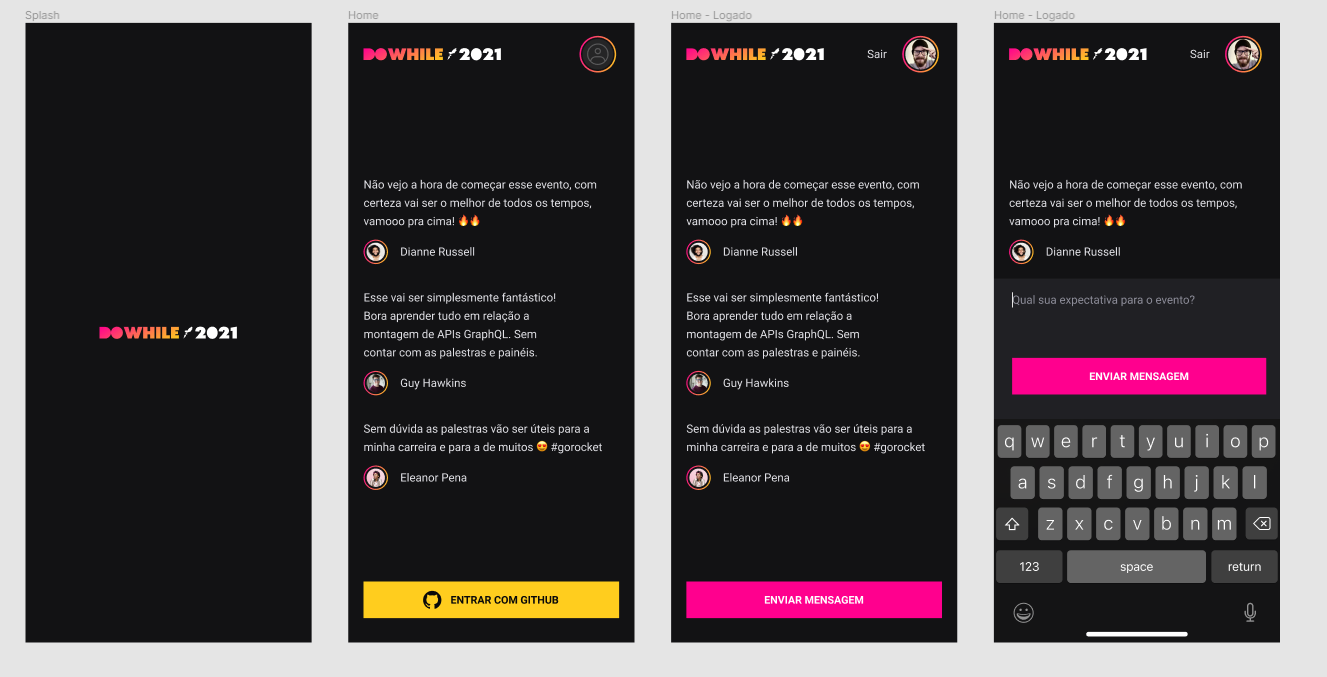 Splash
DOWHILE 2021
Home
DOWHILE 2021
Não vejo a hora de começar esse evento, com
certeza vai ser o melhor de todos os tempos,
vamooo pra cima! 🔥🔥
Dianne Russell
Esse vai ser simplesmente fantástico!
Bora aprender tudo em relação a
montagem de APIs GraphQL. Sem
contar com as palestras e painéis.
Guy Hawkins
Sem dúvida as palestras vão ser úteis para a
minha carreira e para a de muitos 😍 #gorocket
Eleanor Pena
ENTRAR COM GITHUB
Home - Logado
DOWHILE 2021
Sair
Não vejo a hora de começar esse evento, com
certeza vai ser o melhor de todos os tempos,
vamooo pra cima! 🔥🔥
Dianne Russell
Esse vai ser simplesmente fantástico!
Bora aprender tudo em relação a
montagem de APIs GraphQL. Sem
contar com as palestras e painéis.
Guy Hawkins
Sem dúvida as palestras vão ser úteis para a
minha carreira e para a de muitos 😍 #gorocket
Eleanor Pena
ENVIAR MENSAGEM
Home - Logado
DOWHILE 2021
Sair
Não vejo a hora de começar esse evento, com
certeza vai ser o melhor de todos os tempos,
vamooo pra cima! 🔥🔥
Dianne Russell
Qual sua expectativa para o evento?
ENVIAR MENSAGEM
q w e r t y u i o p
a s d f g h j k l
z x c v b n m
123 space return